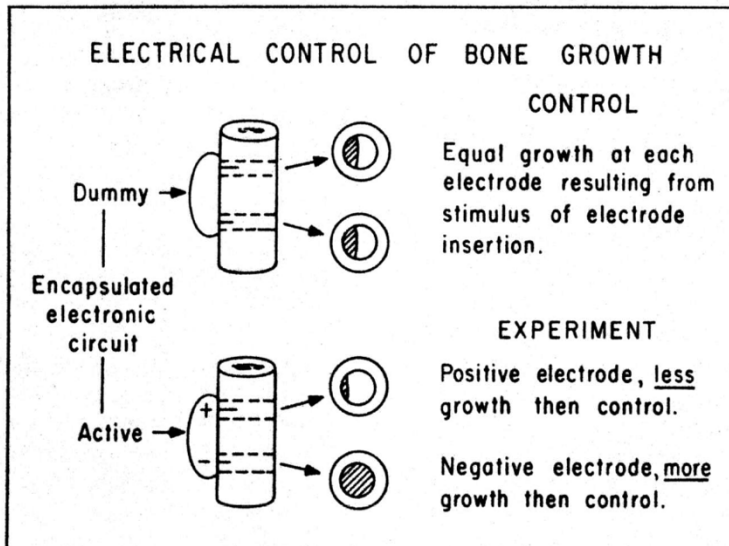 ELECTRICAL CONTROL OF BONE GROWTH
CONTROL
Equal growth at each
electrode resulting from
stimulus of electrode
insertion.
Dummy
Encapsulated
electronic
circuit
Active
+
-
EXPERIMENT
Positive electrode, less
growth then control.
Negative electrode, more
growth then control.